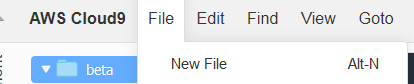 AWS Cloud9 File Edit Find View Goto
beta
New File Alt-N